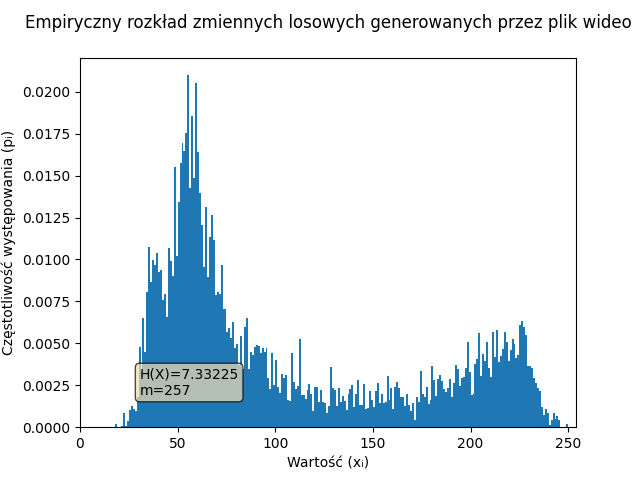 Empiryczny rozkład zmiennych losowych generowanych przez plik wideo
0.0200
0.0175
0.0150
0.0125
0.0100
0.0075
0.0050
0.0025
0.0000
Częstotliwość występowania (pᵢ)
H(X)=7.33225
m=257
0 50 100 150 200 250
Wartość (xᵢ)